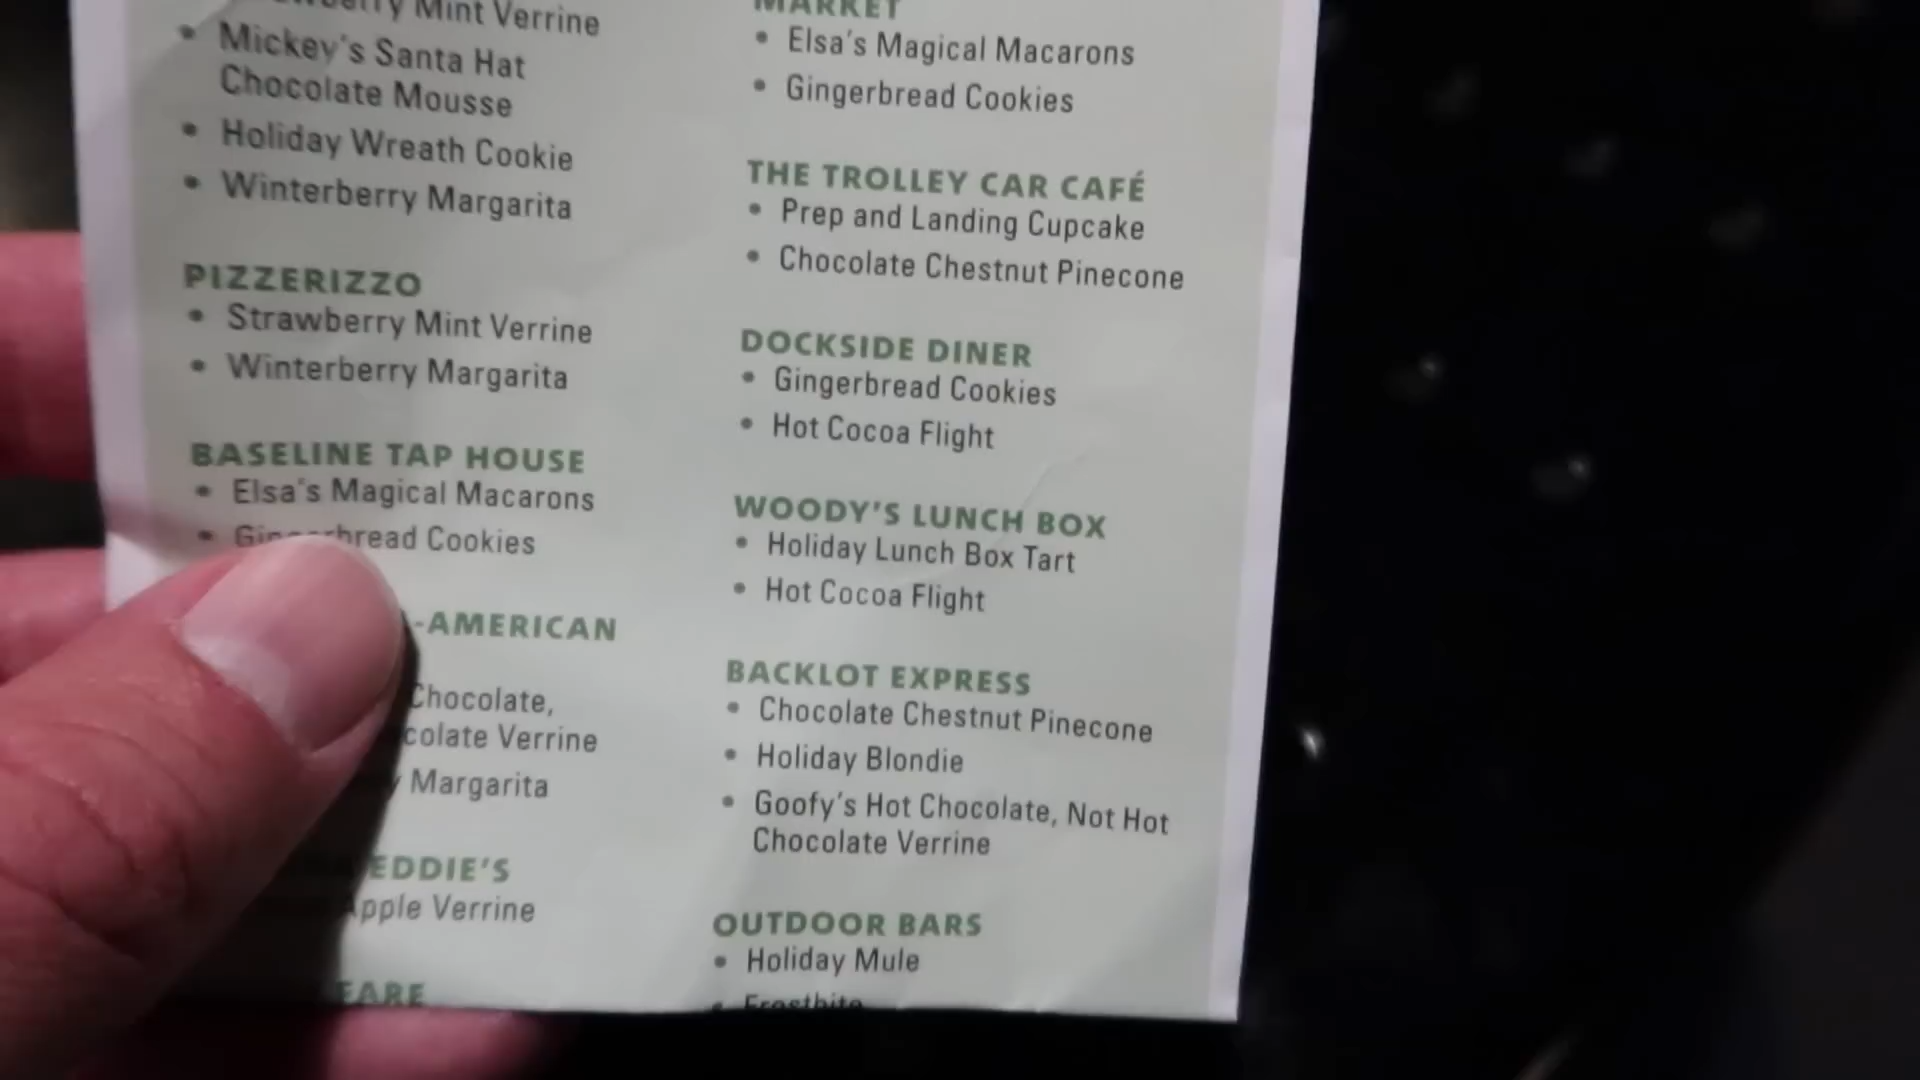 Mint Verrine
• Mickey's Santa Hat
Chocolate Mousse
• Holiday Wreath Cookie
• Winterberry Margarita
PIZZERIZZO
• Strawberry Mint Verrine
• Winterberry Margarita
BASELINE TAP HOUSE
• Elsa's Magical Macarons
• Gingerbread Cookies
-AMERICAN
Chocolate,
Verrine
Margarita
EDDIE'S
Apple Verrine
MARKET
• Elsa's Magical Macarons
• Gingerbread Cookies
THE TROLLEY CAR CAFÉ
• Prep and Landing Cupcake
• Chocolate Chestnut Pinecone
DOCKSIDE DINER
• Gingerbread Cookies
• Hot Cocoa Flight
WOODY'S LUNCH BOX
• Holiday Lunch Box Tart
• Hot Cocoa Flight
BACKLOT EXPRESS
• Chocolate Chestnut Pinecone
• Holiday Blondie
• Goofy's Hot Chocolate, Not Hot
Chocolate Verrine
OUTDOOR BARS
• Holiday Mule
• Frostbite